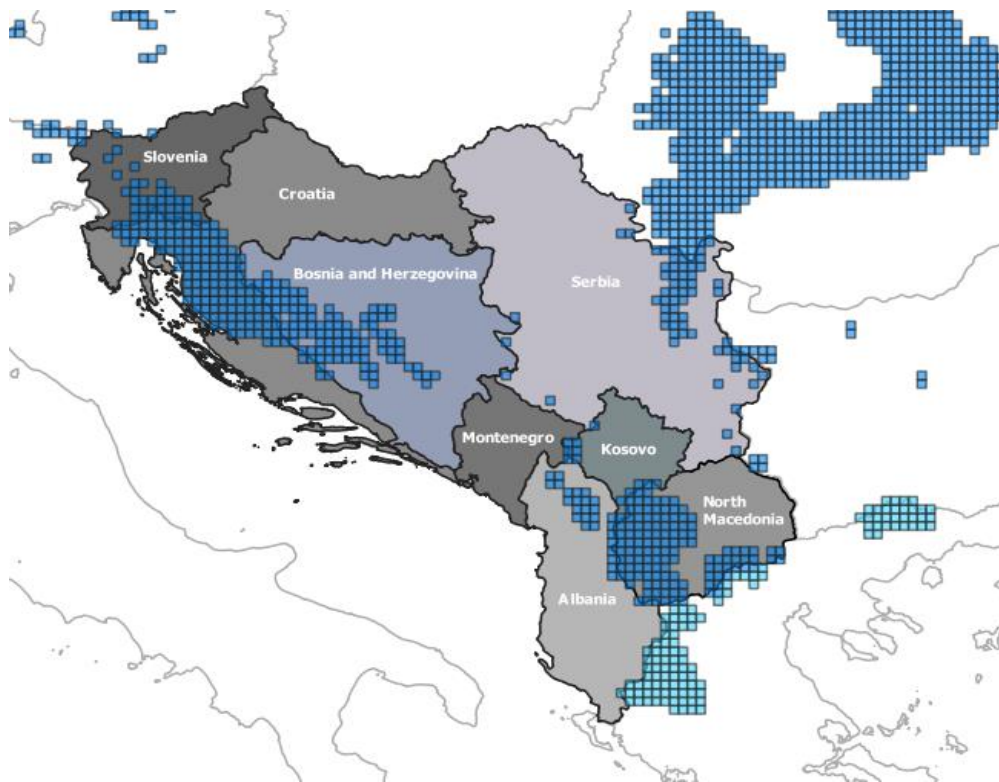 Slovenia
Croatia
Bosnia and Herzegovina
Serbia
Montenegro
Kosovo
North
Macedonia
Albania